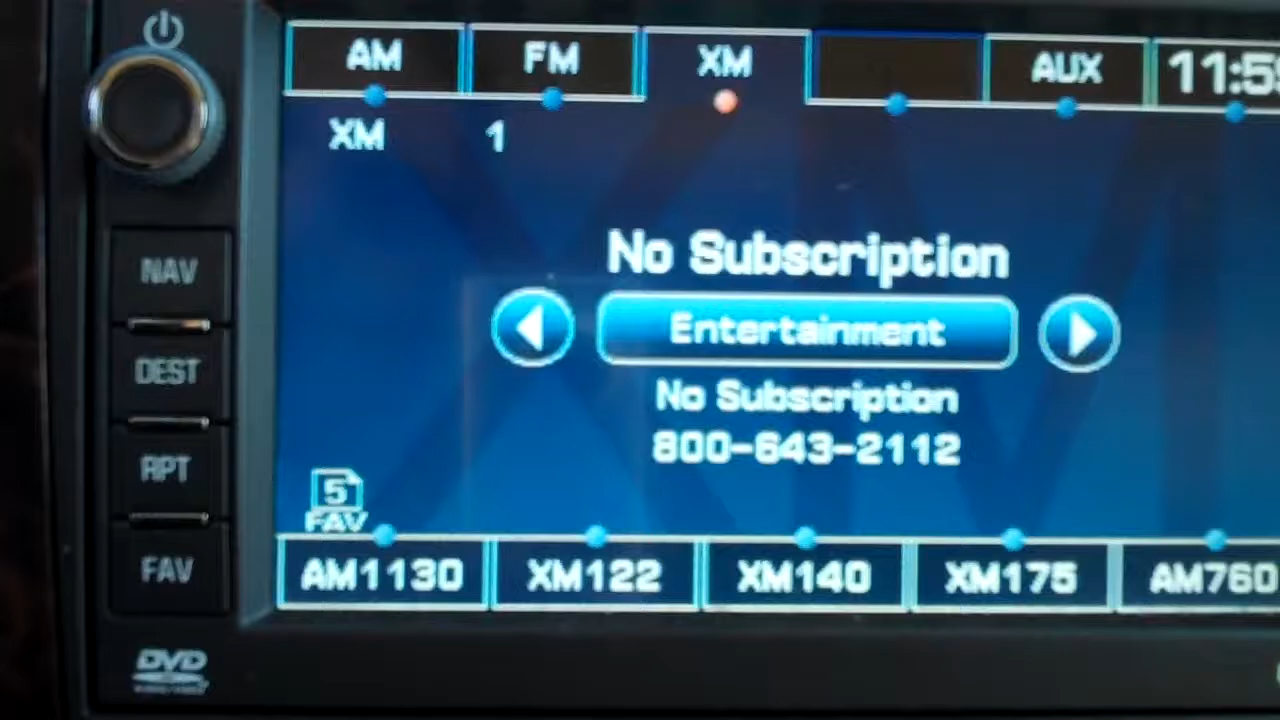 AM FM XM AUX
XM 1
No Subscription
NAV
Entertainment
DEST
No Subscription
800-643-2112
RPT
5
FAV
FAV
AM1130 XM122 XM140 XM175 AM760
DVD